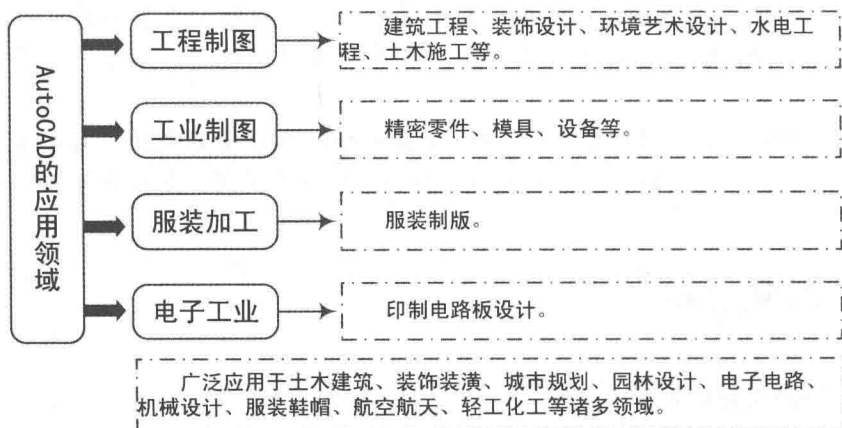 AutoCAD的应用领域
工程制图
建筑工程、装饰设计、环境艺术设计、水电工
程、土木施工等。
工业制图
精密零件、模具、设备等。
服装加工
服装制版。
电子工业
印制电路板设计。
广泛应用于土木建筑、装饰装潢、城市规划、园林设计、电子电路、
机械设计、服装鞋帽、航空航天、轻工化工等诸多领域。